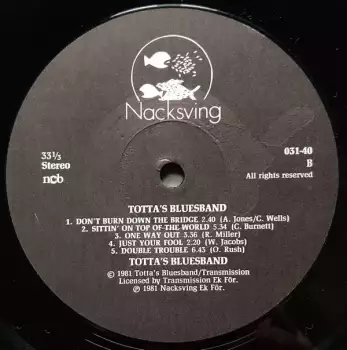 Nacksving
33⅓
Stereo
ncb
031-40
B
All rights reserved
TOTTA'S BLUESBAND
1. DON'T BURN DOWN THE BRIDGE 2.40 (A. Jones/C. Wells)
2. SITTIN' ON TOP OF THE WORLD 5.34 (C. Burnett)
3. ONE WAY OUT 3.36 (R. Miller)
4. JUST YOUR FOOL 2.20 (W. Jacobs)
5. DOUBLE TROUBLE 6.45 (O. Rush)
TOTTA'S BLUESBAND
© 1981 Totta's Bluesband/Transmission
Licensed by Transmission Ek För.
℗ 1981 Nacksving Ek För.